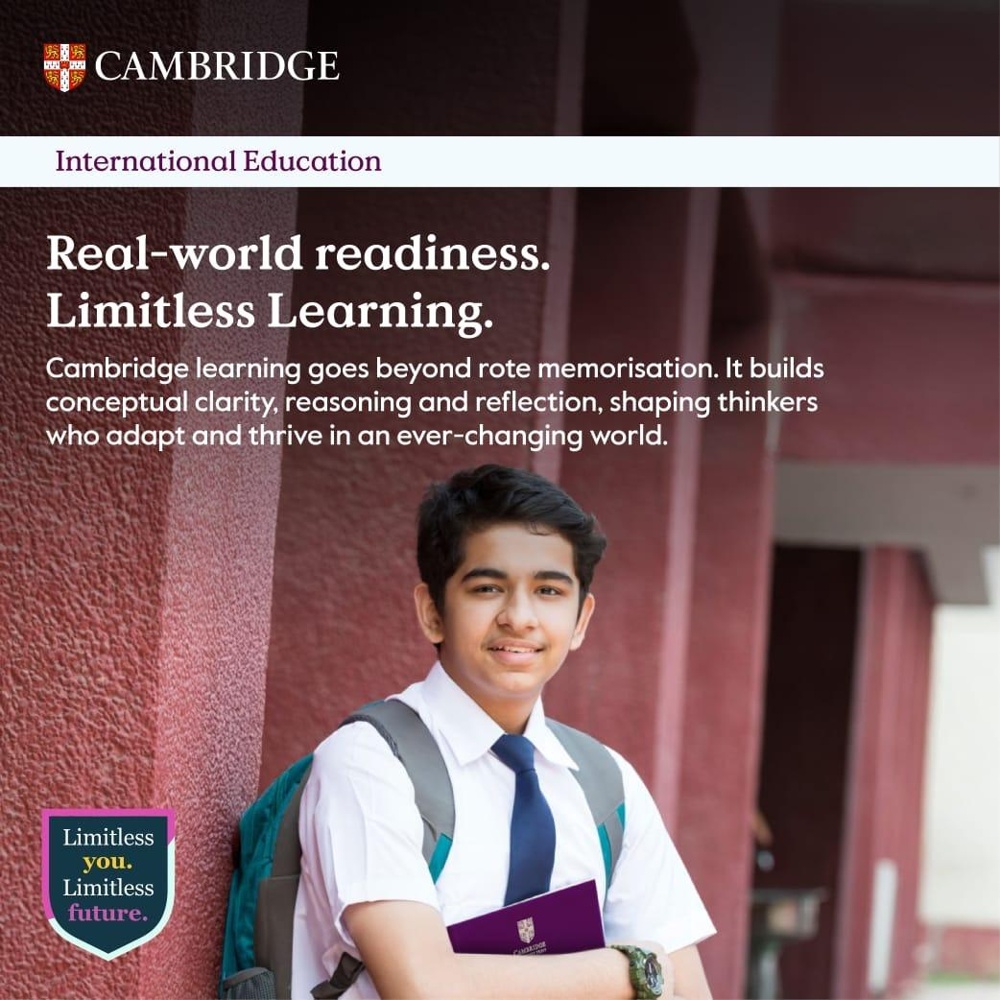 CAMBRIDGE
International Education
Real-world readiness.
Limitless Learning.
Cambridge learning goes beyond rote memorisation. It builds
conceptual clarity, reasoning and reflection, shaping thinkers
who adapt and thrive in an ever-changing world.
Limitless
you.
Limitless
future.
CAMBRIDGE